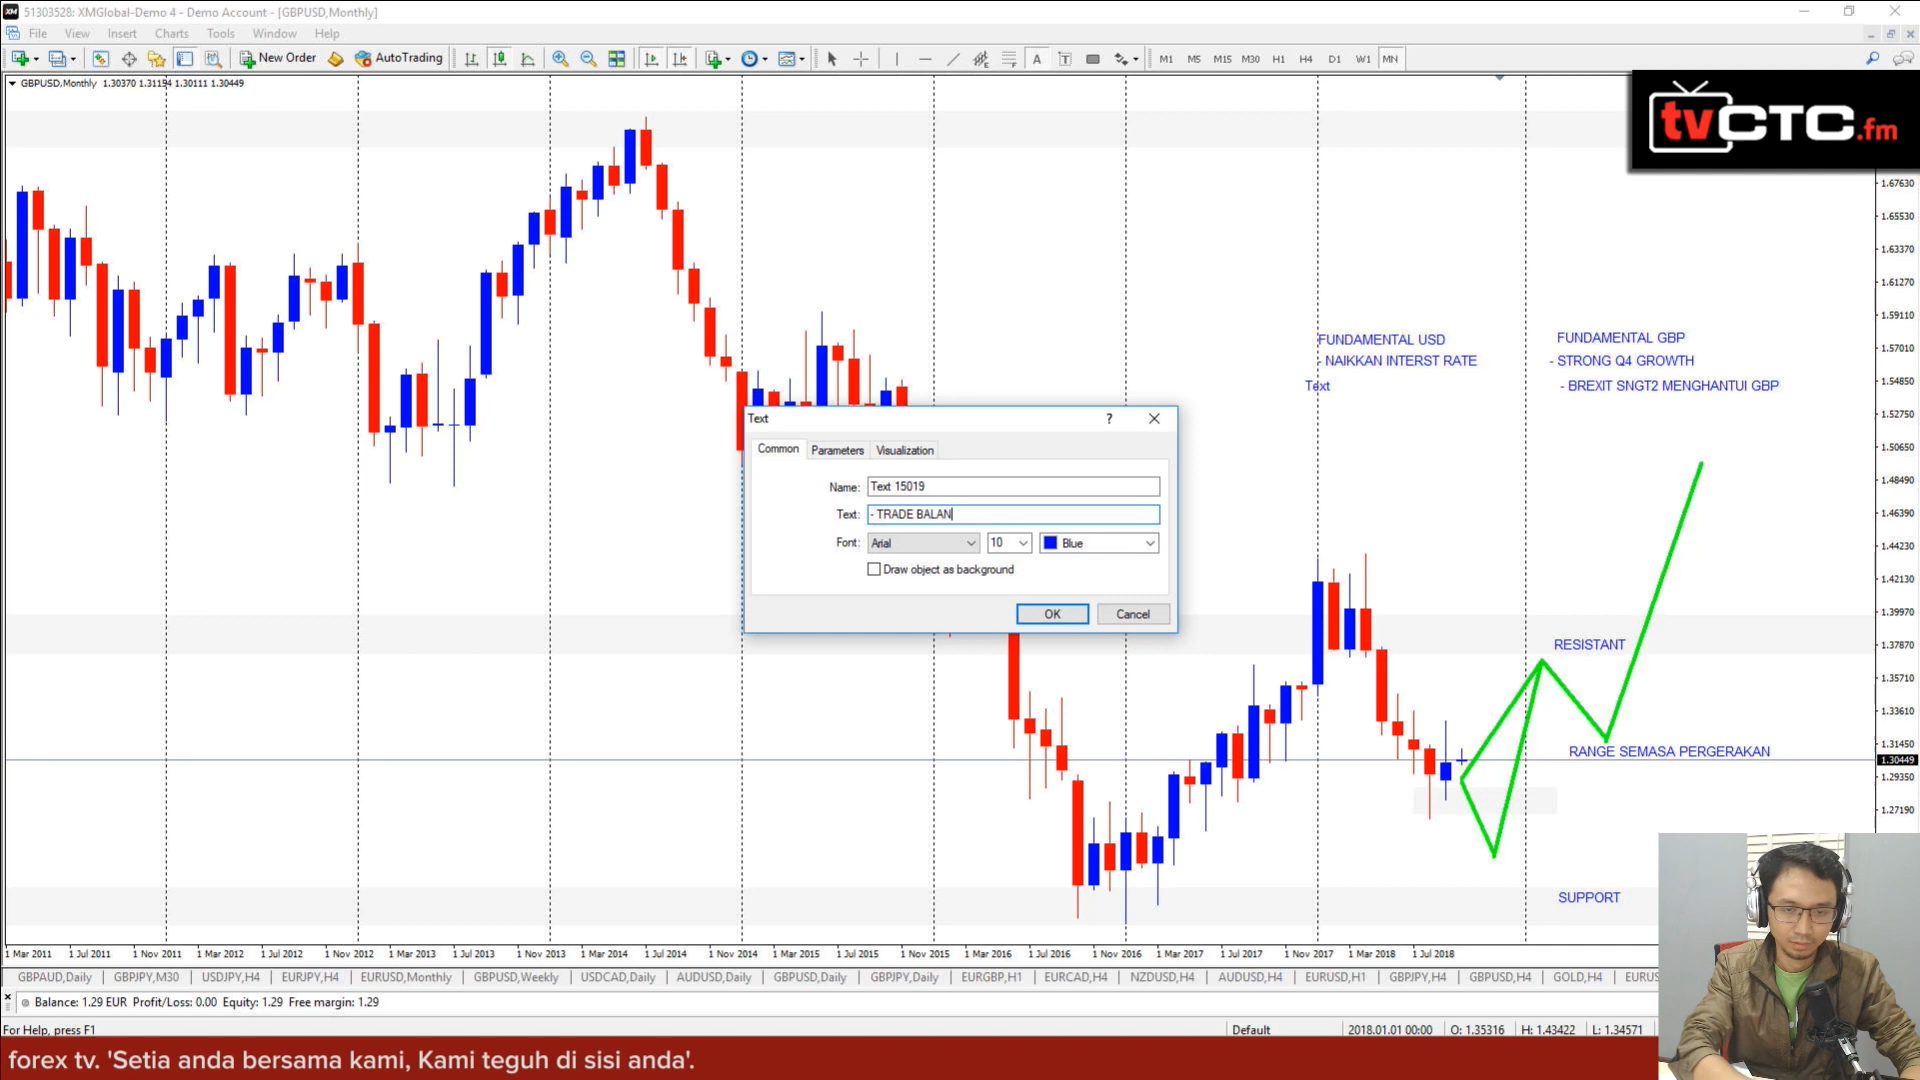 51303528: XMGlobal-Demo 4 - Demo Account - [GBPUSD,Monthly]
File View Insert Charts Tools Window Help
New Order AutoTrading A T M1 M5 M15 M30 H1 H4 D1 W1 MN
GBPUSD,Monthly 1.30370 1.31194 1.30111 1.30449
tvCTC.fm
1.67630
1.65530
1.63370
1.61270
1.59110
1.57010
1.54850
1.52750
1.50650
1.48490
1.46390
1.44230
1.42130
1.39970
1.37870
1.35710
1.33610
1.31450
1.30449
1.29350
1.27190
FUNDAMENTAL USD
- NAIKKAN INTERST RATE
Text
FUNDAMENTAL GBP
- STRONG Q4 GROWTH
- BREXIT SNGT2 MENGHANTUI GBP
Text ?
Common Parameters Visualization
Name: Text 15019
Text: - TRADE BALAN
Font: Arial 10 Blue
Draw object as background
OK Cancel
RESISTANT
RANGE SEMASA PERGERAKAN
SUPPORT
1 Mar 2011 1 Jul 2011 1 Nov 2011 1 Mar 2012 1 Jul 2012 1 Nov 2012 1 Mar 2013 1 Jul 2013 1 Nov 2013 1 Mar 2014 1 Jul 2014 1 Nov 2014 1 Mar 2015 1 Jul 2015 1 Nov 2015 1 Mar 2016 1 Jul 2016 1 Nov 2016 1 Mar 2017 1 Jul 2017 1 Nov 2017 1 Mar 2018 1 Jul 2018
GBPAUD,Daily GBPJPY,M30 USDJPY,H4 EURJPY,H4 EURUSD,Monthly GBPUSD,Weekly USDCAD,Daily AUDUSD,Daily GBPUSD,Daily GBPJPY,Daily EURGBP,H1 EURCAD,H4 NZDUSD,H4 AUDUSD,H4 EURUSD,H1 GBPJPY,H4 GBPUSD,H4 GOLD,H4 EURUS
Balance: 1.29 EUR Profit/Loss: 0.00 Equity: 1.29 Free margin: 1.29
For Help, press F1 Default 2018.01.01 00:00 O: 1.35316 H: 1.43422 L: 1.34571
forex tv. 'Setia anda bersama kami, Kami teguh di sisi anda'.